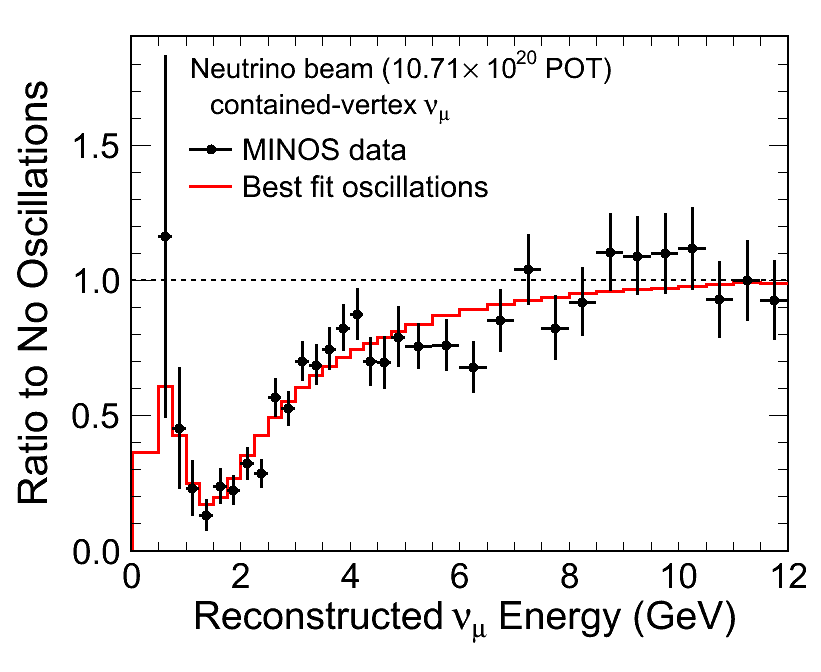 Neutrino beam (10.71× 10²⁰ POT)
contained-vertex νμ
MINOS data
Best fit oscillations
Ratio to No Oscillations
1.5
1.0
0.5
0.0
0 2 4 6 8 10 12
Reconstructed νμ Energy (GeV)